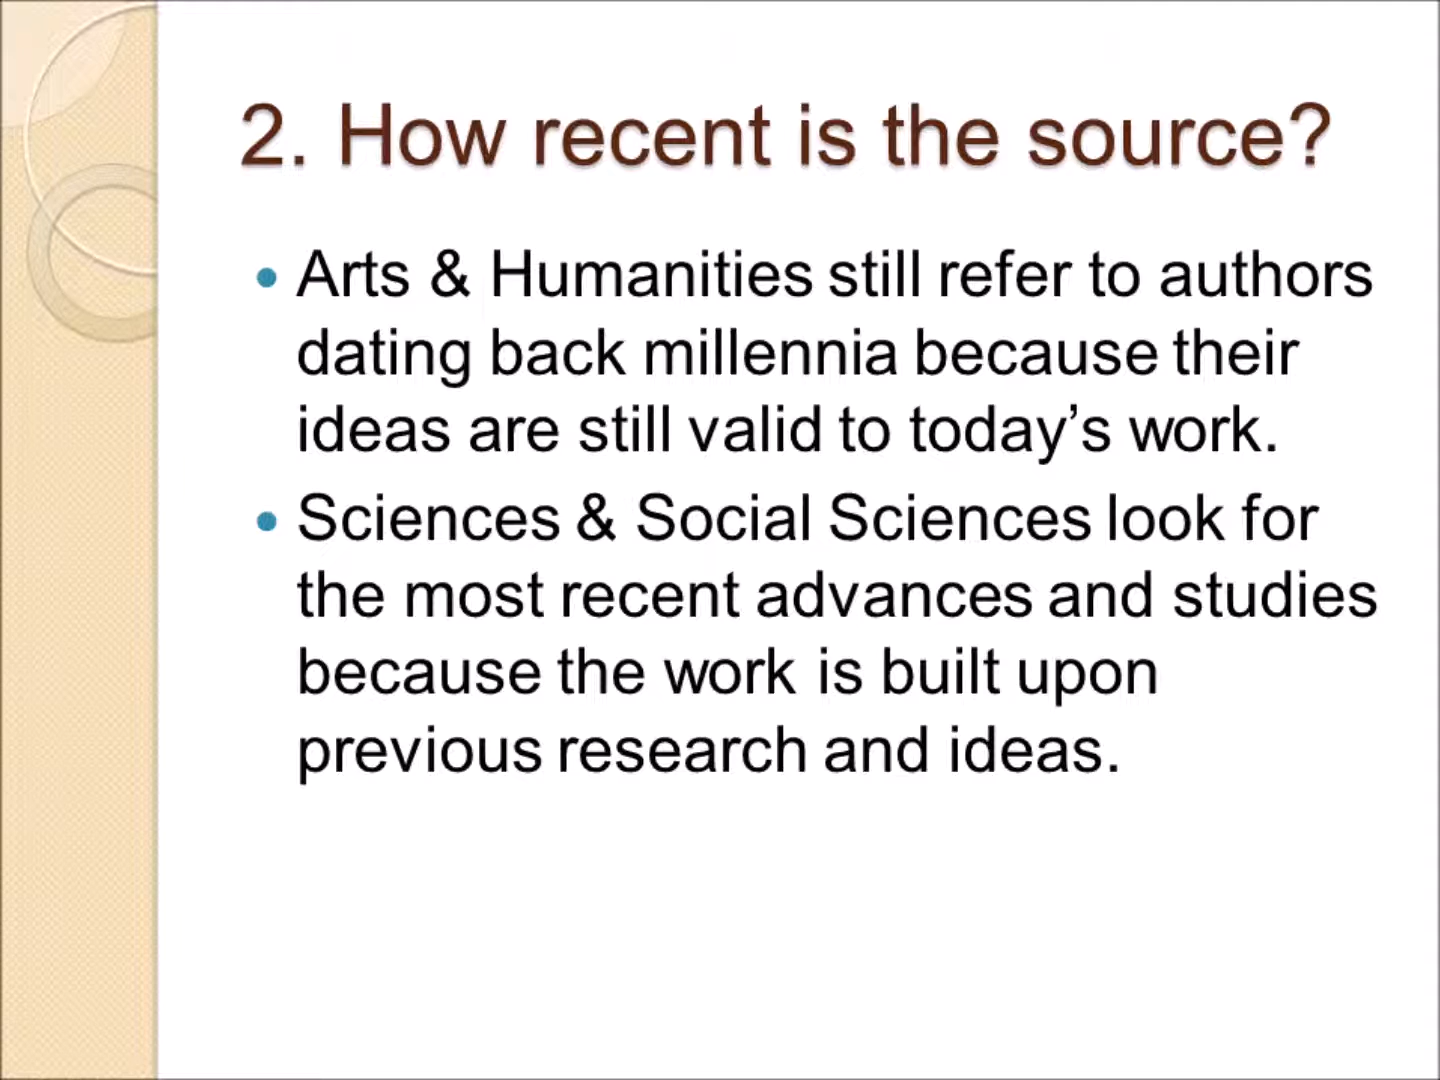 2. How recent is the source?
• Arts & Humanities still refer to authors
dating back millennia because their
ideas are still valid to today’s work.
• Sciences & Social Sciences look for
the most recent advances and studies
because the work is built upon
previous research and ideas.